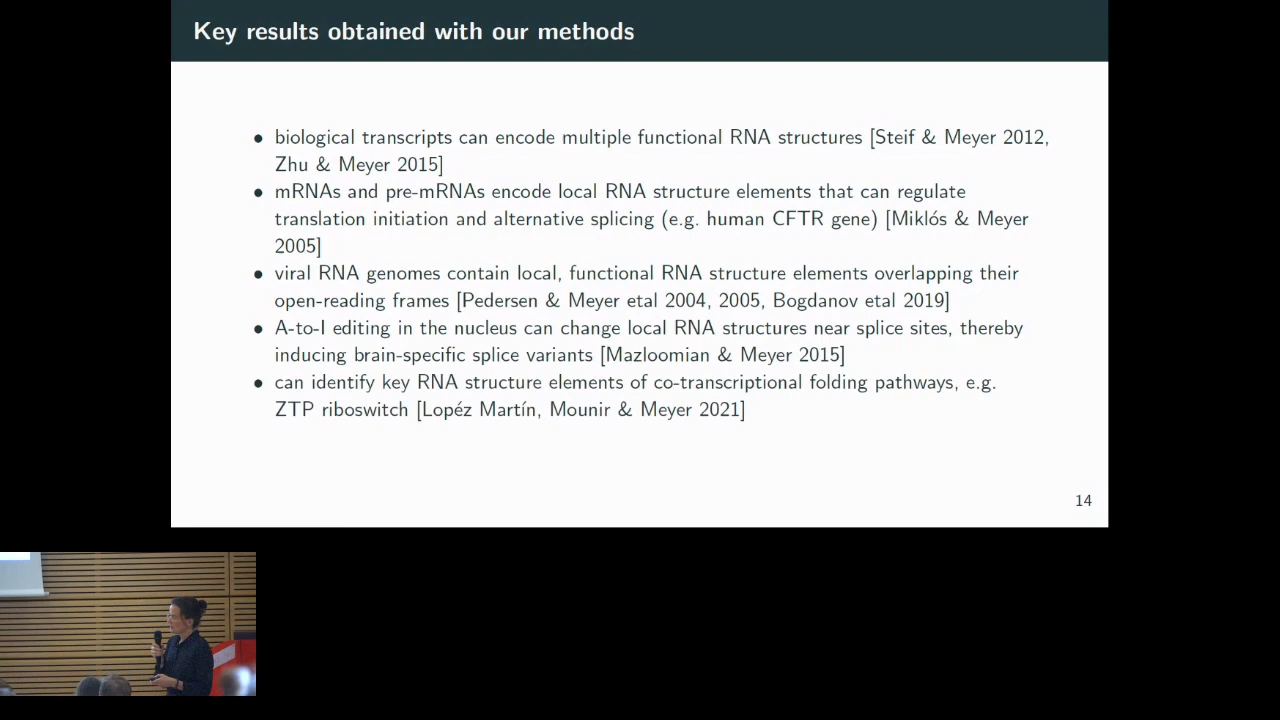 Key results obtained with our methods
• biological transcripts can encode multiple functional RNA structures [Steif & Meyer 2012,
Zhu & Meyer 2015]
• mRNAs and pre-mRNAs encode local RNA structure elements that can regulate
translation initiation and alternative splicing (e.g. human CFTR gene) [Miklós & Meyer
2005]
• viral RNA genomes contain local, functional RNA structure elements overlapping their
open-reading frames [Pedersen & Meyer etal 2004, 2005, Bogdanov etal 2019]
• A-to-I editing in the nucleus can change local RNA structures near splice sites, thereby
inducing brain-specific splice variants [Mazloomian & Meyer 2015]
• can identify key RNA structure elements of co-transcriptional folding pathways, e.g.
ZTP riboswitch [Lopéz Martín, Mounir & Meyer 2021]
14